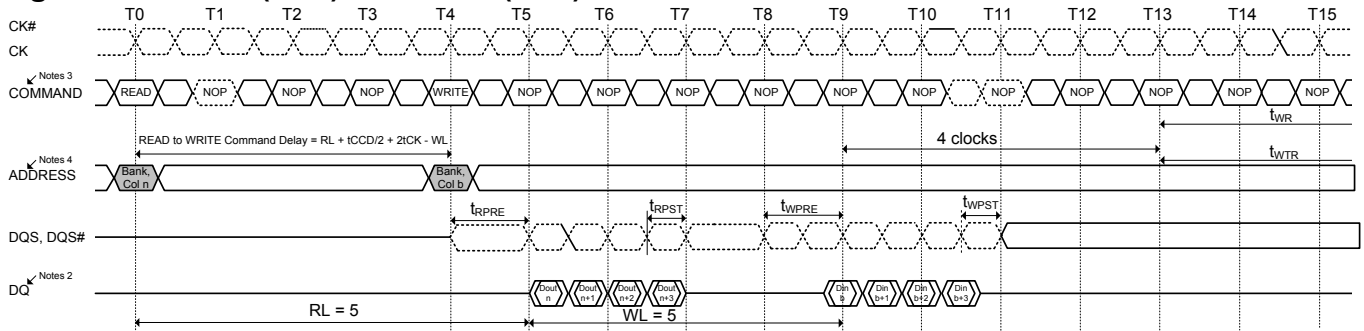 T0 T1 T2 T3 T4 T5 T6 T7 T8 T9 T10 T11 T12 T13 T14 T15
CK#
CK
Notes 3
COMMAND READ NOP NOP NOP WRITE NOP NOP NOP NOP NOP NOP NOP NOP NOP NOP NOP
READ to WRITE Command Delay = RL + tCCD/2 + 2tCK - WL
4 clocks
tWR
Notes 4
ADDRESS
Bank, Col n
Bank, Col b
tWTR
tRPRE tRPST tWPRE tWPST
DQS, DQS#
Notes 2
DQ
Dout n
Dout n+1
Dout n+2
Dout n+3
Din b
Din b+1
Din b+2
Din b+3
RL = 5 WL = 5